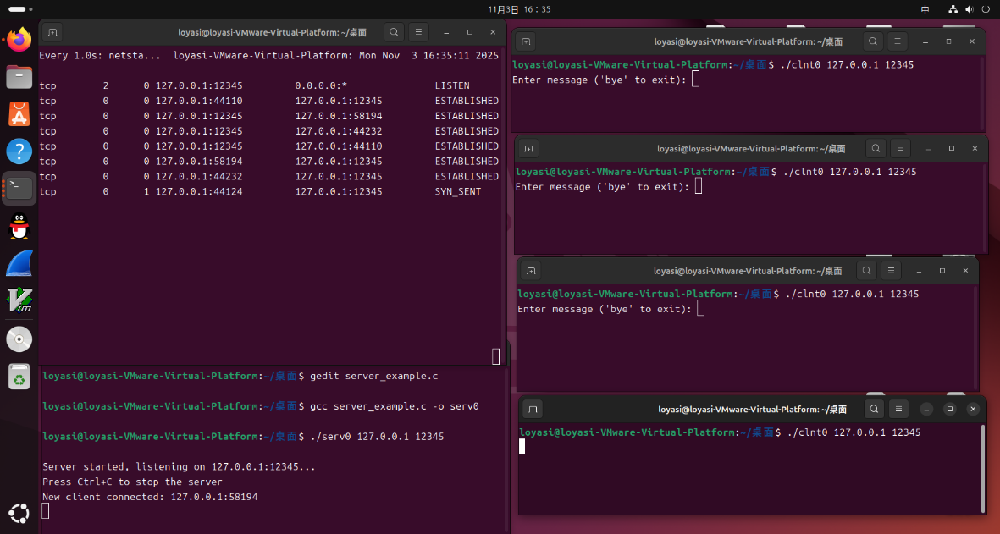 11月3日 16：35
中
loyasi@loyasi-VMware-Virtual-Platform: ~/桌面
Every 1.0s: netsta... loyasi-VMware-Virtual-Platform: Mon Nov 3 16:35:11 2025
tcp 2 0 127.0.0.1:12345 0.0.0.0:* LISTEN
tcp 0 0 127.0.0.1:44110 127.0.0.1:12345 ESTABLISHED
tcp 0 0 127.0.0.1:12345 127.0.0.1:58194 ESTABLISHED
tcp 0 0 127.0.0.1:12345 127.0.0.1:44232 ESTABLISHED
tcp 0 0 127.0.0.1:12345 127.0.0.1:44110 ESTABLISHED
tcp 0 0 127.0.0.1:58194 127.0.0.1:12345 ESTABLISHED
tcp 0 0 127.0.0.1:44232 127.0.0.1:12345 ESTABLISHED
tcp 0 1 127.0.0.1:44124 127.0.0.1:12345 SYN_SENT
loyasi@loyasi-VMware-Virtual-Platform:~/桌面$ gedit server_example.c
loyasi@loyasi-VMware-Virtual-Platform:~/桌面$ gcc server_example.c -o serv0
loyasi@loyasi-VMware-Virtual-Platform:~/桌面$ ./serv0 127.0.0.1 12345
Server started, listening on 127.0.0.1:12345...
Press Ctrl+C to stop the server
New client connected: 127.0.0.1:58194
loyasi@loyasi-VMware-Virtual-Platform: ~/桌面
loyasi@loyasi-VMware-Virtual-Platform:~/桌面$ ./clnt0 127.0.0.1 12345
Enter message ('bye' to exit):
loyasi@loyasi-VMware-Virtual-Platform: ~/桌面
loyasi@loyasi-VMware-Virtual-Platform:~/桌面$ ./clnt0 127.0.0.1 12345
Enter message ('bye' to exit):
loyasi@loyasi-VMware-Virtual-Platform: ~/桌面
loyasi@loyasi-VMware-Virtual-Platform:~/桌面$ ./clnt0 127.0.0.1 12345
Enter message ('bye' to exit):
loyasi@loyasi-VMware-Virtual-Platform: ~/桌面
loyasi@loyasi-VMware-Virtual-Platform:~/桌面$ ./clnt0 127.0.0.1 12345